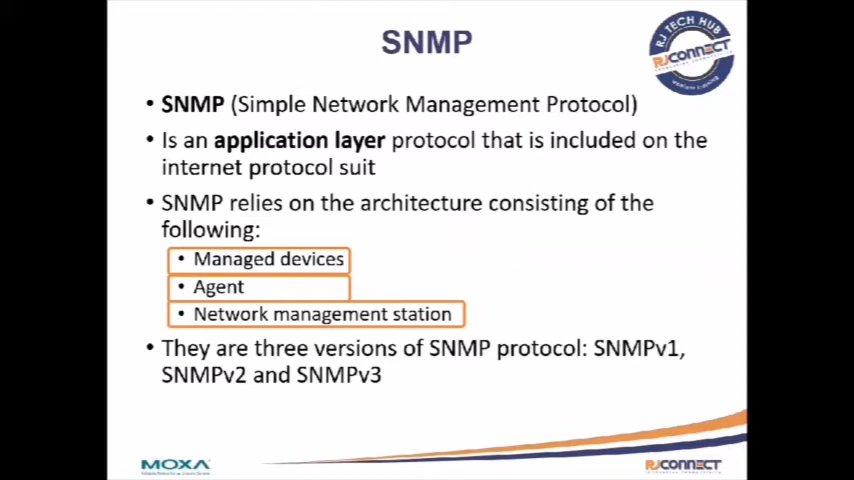 SNMP
RJ TECH HUB
RJCONNECT
• SNMP (Simple Network Management Protocol)
• Is an application layer protocol that is included on the
internet protocol suit
• SNMP relies on the architecture consisting of the
following:
• Managed devices
• Agent
• Network management station
• They are three versions of SNMP protocol: SNMPv1,
SNMPv2 and SNMPv3
MOXA
RJCONNECT